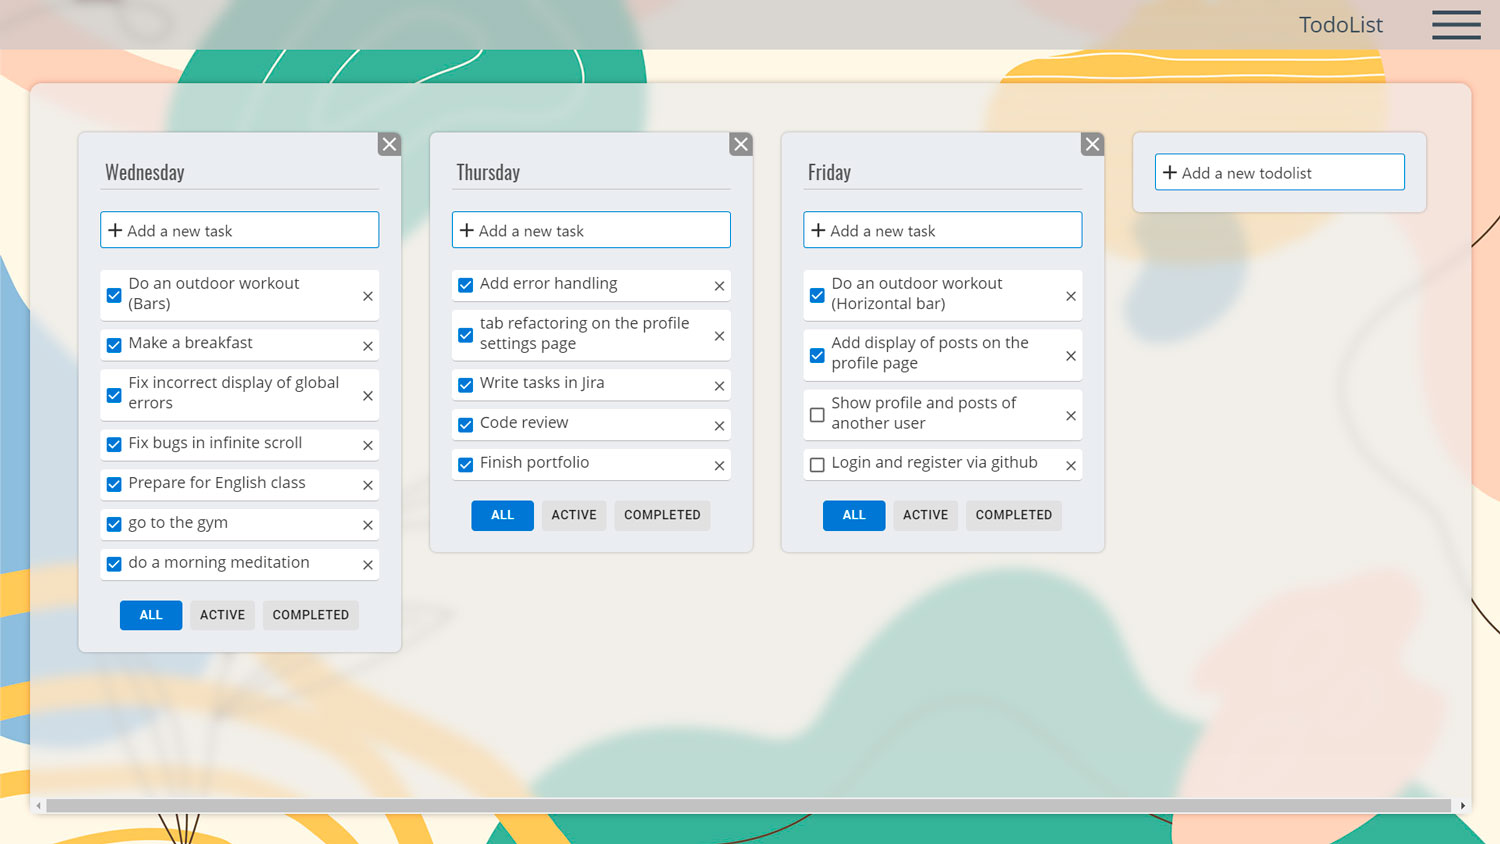 TodoList
Wednesday
+ Add a new task
Do an outdoor workout
(Bars)
Make a breakfast
Fix incorrect display of global
errors
Fix bugs in infinite scroll
Prepare for English class
go to the gym
do a morning meditation
ALL ACTIVE COMPLETED
Thursday
+ Add a new task
Add error handling
tab refactoring on the profile
settings page
Write tasks in Jira
Code review
Finish portfolio
ALL ACTIVE COMPLETED
Friday
+ Add a new task
Do an outdoor workout
(Horizontal bar)
Add display of posts on the
profile page
Show profile and posts of
another user
Login and register via github
ALL ACTIVE COMPLETED
+ Add a new todolist